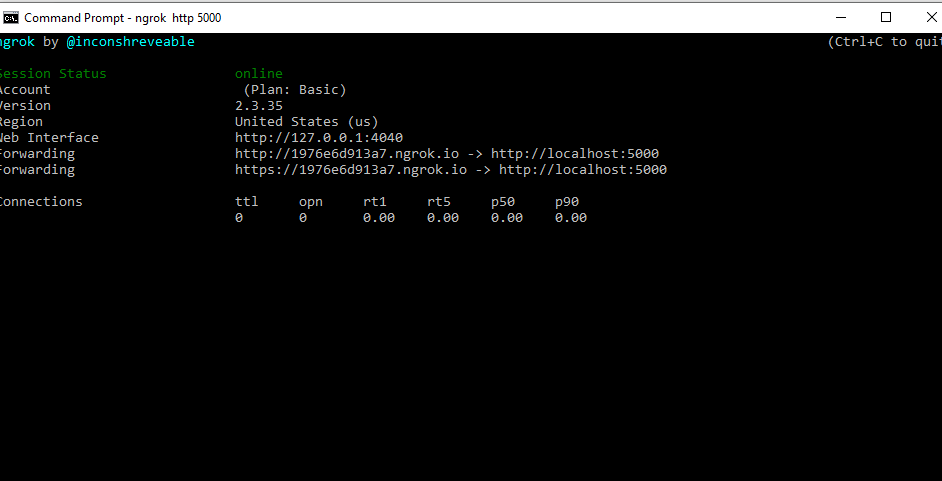 Command Prompt - ngrok http 5000
ngrok by @inconshreveable (Ctrl+C to quit
Session Status online
Account (Plan: Basic)
Version 2.3.35
Region United States (us)
Web Interface http://127.0.0.1:4040
Forwarding http://1976e6d913a7.ngrok.io -> http://localhost:5000
Forwarding https://1976e6d913a7.ngrok.io -> http://localhost:5000
Connections ttl opn rt1 rt5 p50 p90
0 0 0.00 0.00 0.00 0.00